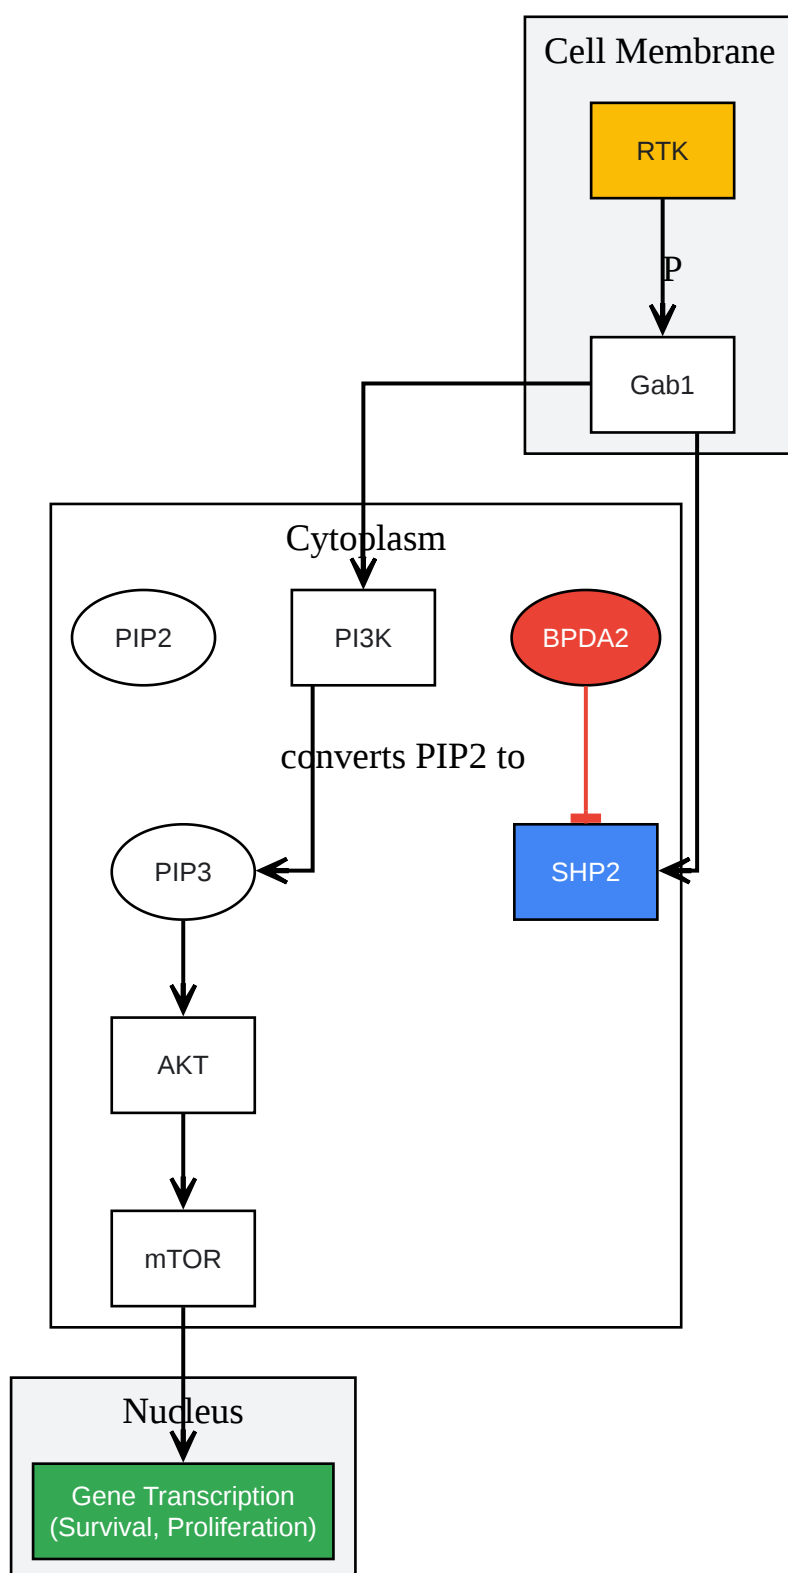 Cell Membrane
RTK
P
Gab1
Cytoplasm
PIP2
PI3K
BPDA2
converts PIP2 to
PIP3
SHP2
AKT
mTOR
Nucleus
Gene Transcription
(Survival, Proliferation)